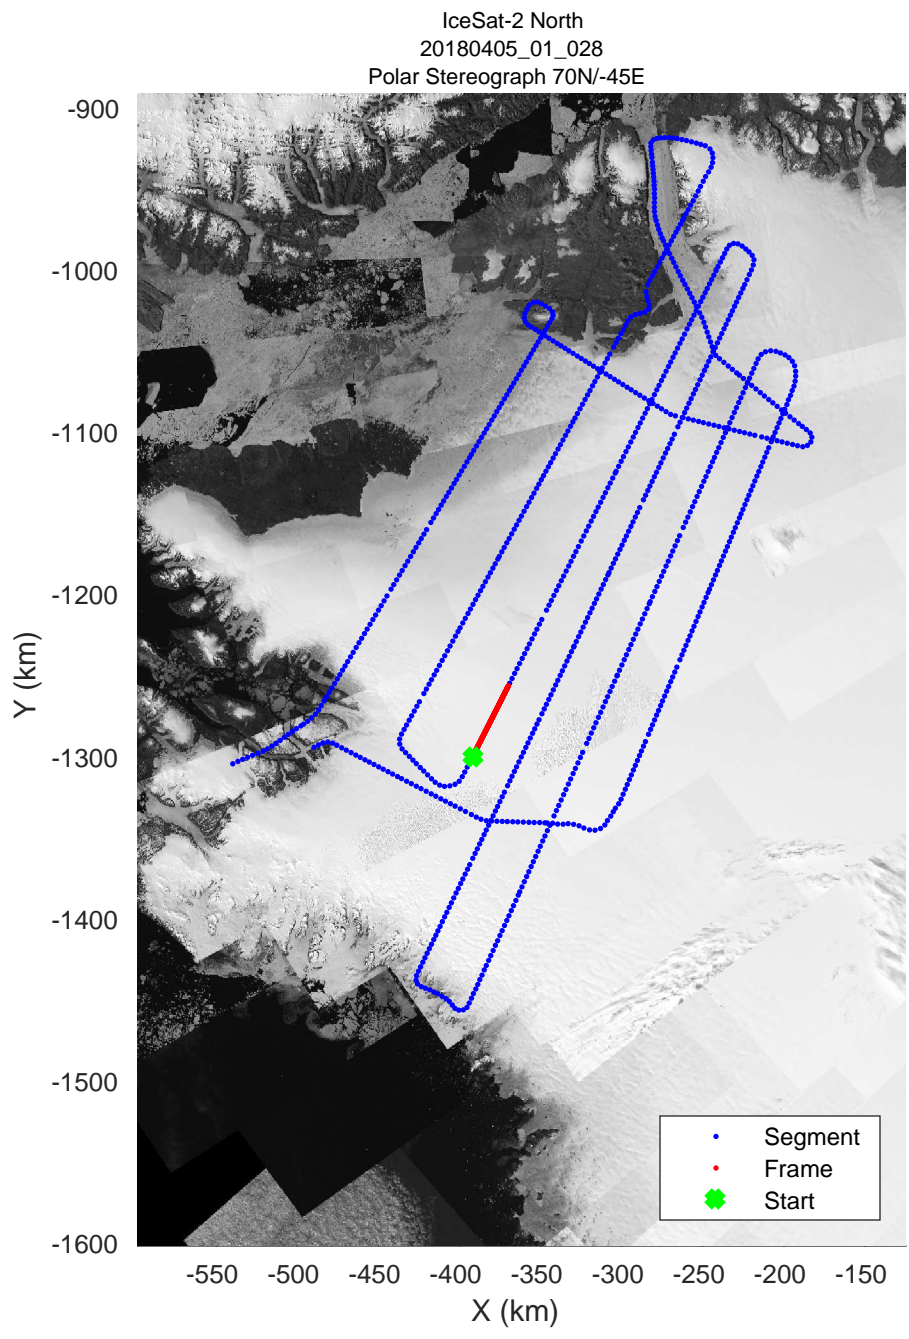 IceSat-2 North
20180405_01_028
Polar Stereograph 70N/-45E
-900
-1000
-1100
-1200
-1300
-1400
-1500
-1600
Y (km)
-550 -500 -450 -400 -350 -300 -250 -200 -150
X (km)
Segment
Frame
Start